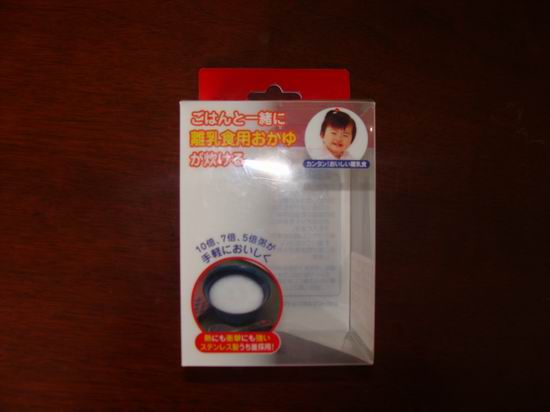 ごはんと一緒に
離乳食用おかゆ
が炊ける
カンタン!おいしい離乳食
10倍、7倍、5倍粥が
手軽においしく
熱にも衝撃にも強い
ステンレス製うち釜採用!